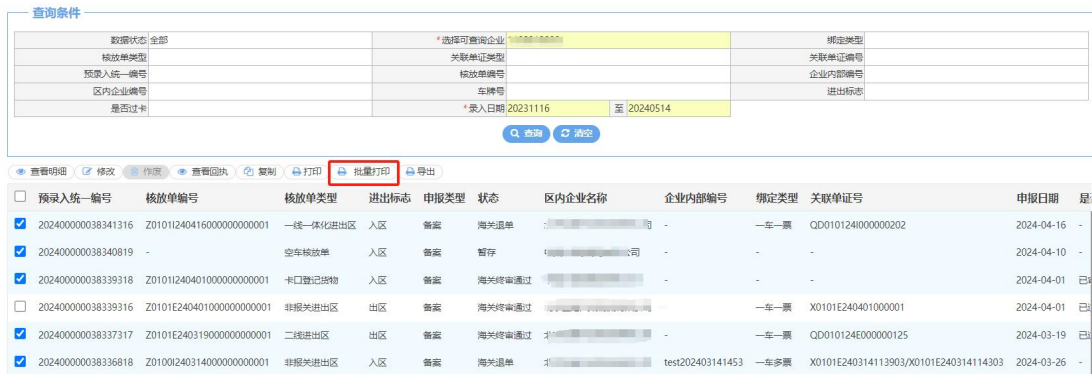 查询条件
数据状态 全部 *选择可查询企业 绑定类型
核放单类型 关联单证类型 关联单证编号
预录入统一编号 核放单编号 企业内部编号
区内企业编号 车牌号 进出标志
是否过卡 *录入日期 20231116 至 20240514
查询 清空
查看明细 修改 作废 查看回执 复制 打印 批量打印 导出
预录入统一编号 核放单编号 核放单类型 进出标志 申报类型 状态 区内企业名称 企业内部编号 绑定类型 关联单证号 申报日期 是
202400000038341316 Z0101I240416000000000001 一线一体化进出区 入区 备案 海关退单 司 - 一车一票 QD010124I000000202 2024-04-16 -
202400000038340819 - 空车核放单 入区 备案 暂存 公司 - - - 2024-04-10 -
202400000038339318 Z0101I240401000000000001 卡口登记货物 入区 备案 海关终审通过 - - - 2024-04-01 已
202400000038339316 Z0101E240401000000000001 非报关进出区 出区 备案 海关终审通过 - 一车一票 X0101E240401000001 2024-04-01 已
202400000038337317 Z0101E240319000000000001 二线进出区 出区 备案 海关终审通过 - 一车一票 QD010124E000000125 2024-03-19 已
202400000038336818 Z0100I240314000000000001 非报关进出区 入区 备案 海关退单 test202403141453 一车多票 X0101E240314113903/X0101E240314114303 2024-03-26 -